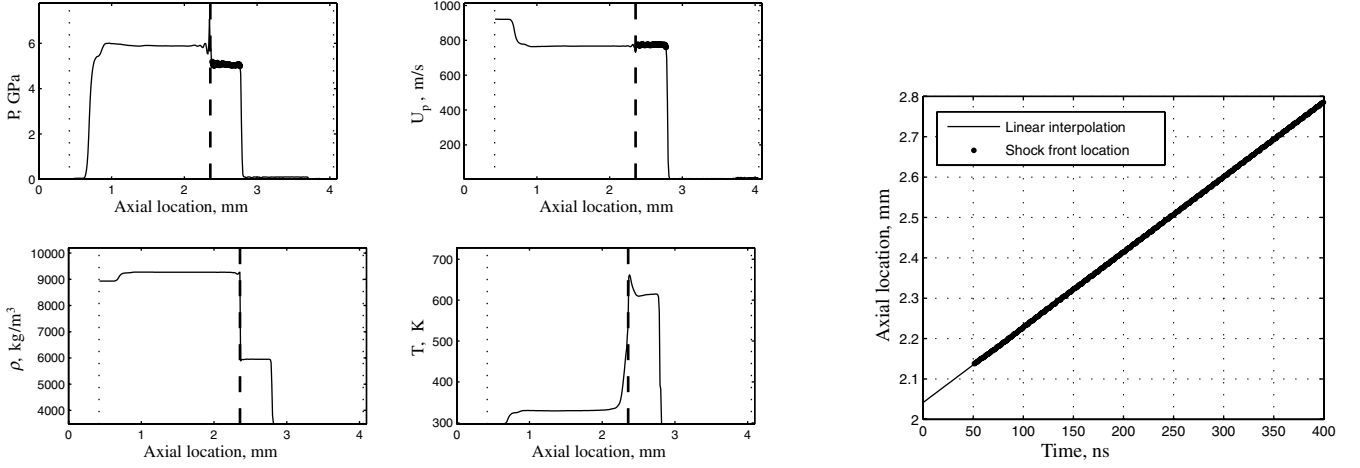 P, GPa
6
4
2
0
0 1 2 3 4
Axial location, mm
U_p, m/s
1000
800
600
400
200
0 1 2 3 4
Axial location, mm
ρ, kg/m³
10000
9000
8000
7000
6000
5000
4000
0 1 2 3 4
Axial location, mm
T, K
700
600
500
400
300
0 1 2 3 4
Axial location, mm
Axial location, mm
2.8
2.7
2.6
2.5
2.4
2.3
2.2
2.1
2
Linear interpolation
Shock front location
0 50 100 150 200 250 300 350 400
Time, ns